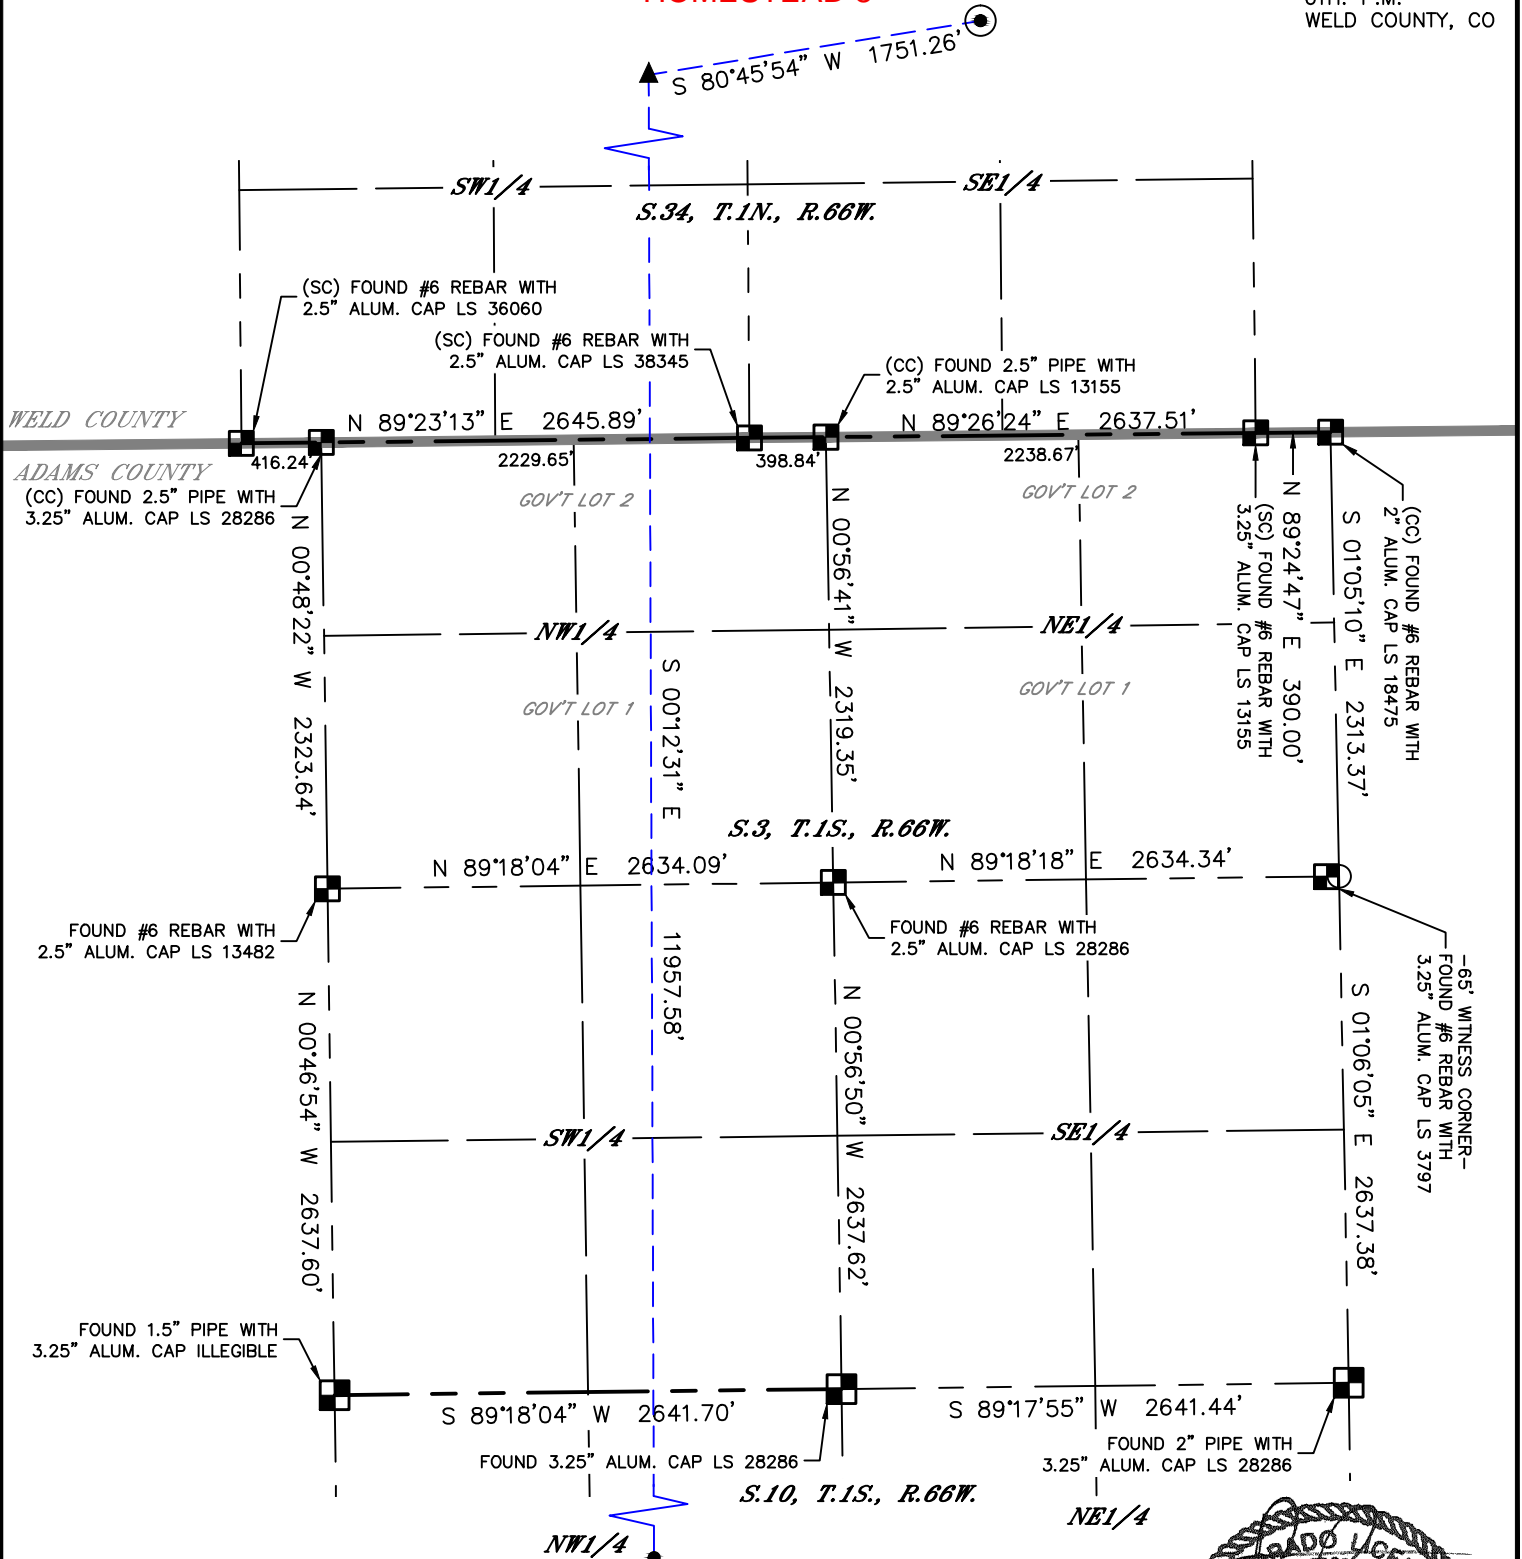 6TH. P.M.
WELD COUNTY, CO
S 80°45'54" W 1751.26'
SW1/4
SE1/4
S.34, T.1N., R.66W.
(SC) FOUND #6 REBAR WITH
2.5" ALUM. CAP LS 36060
(SC) FOUND #6 REBAR WITH
2.5" ALUM. CAP LS 38345
(CC) FOUND 2.5" PIPE WITH
2.5" ALUM. CAP LS 13155
WELD COUNTY
N 89°23'13" E 2645.89'
N 89°26'24" E 2637.51'
ADAMS COUNTY
416.24'
2229.65'
398.84'
2238.67'
(CC) FOUND 2.5" PIPE WITH
3.25" ALUM. CAP LS 28286
GOV'T LOT 2
GOV'T LOT 2
N 00°48'22" W 2323.64'
N 00°56'41" W 2319.35'
(SC) FOUND #6 REBAR WITH
3.25" ALUM. CAP LS 13155
N 89°24'47" E 390.00'
S 01°05'10" E 2313.37'
(CC) FOUND #6 REBAR WITH
2" ALUM. CAP LS 18475
NW1/4
NE1/4
GOV'T LOT 1
GOV'T LOT 1
S 00°12'31" E 11957.58'
S.3, T.1S., R.66W.
N 89°18'04" E 2634.09'
N 89°18'18" E 2634.34'
FOUND #6 REBAR WITH
2.5" ALUM. CAP LS 13482
FOUND #6 REBAR WITH
2.5" ALUM. CAP LS 28286
-65' WITNESS CORNER-
FOUND #6 REBAR WITH
3.25" ALUM. CAP LS 3797
N 00°46'54" W 2637.60'
N 00°56'50" W 2637.62'
S 01°06'05" E 2637.38'
SW1/4
SE1/4
FOUND 1.5" PIPE WITH
3.25" ALUM. CAP ILLEGIBLE
S 89°18'04" W 2641.70'
S 89°17'55" W 2641.44'
FOUND 3.25" ALUM. CAP LS 28286
FOUND 2" PIPE WITH
3.25" ALUM. CAP LS 28286
S.10, T.1S., R.66W.
NW1/4
NE1/4